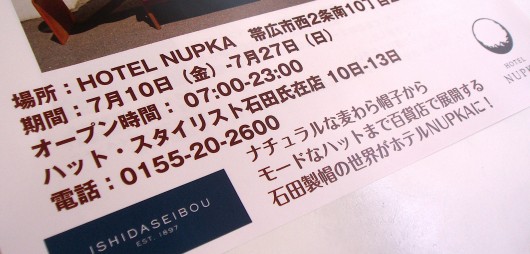 場所：HOTEL NUPKA 帯広市西2条南10丁目
期間：7月10日（金）-7月27日（日）
オープン時間：07:00-23:00
ハット・スタイリスト石田氏在店 10日-13日
電話：0155-20-2600
ナチュラルな麦わら帽子から
モードなハットまで百貨店で展開する
石田製帽の世界がホテルNUPKAに！
ISHIDASEIBOU
EST. 1897
HOTEL
NUPK